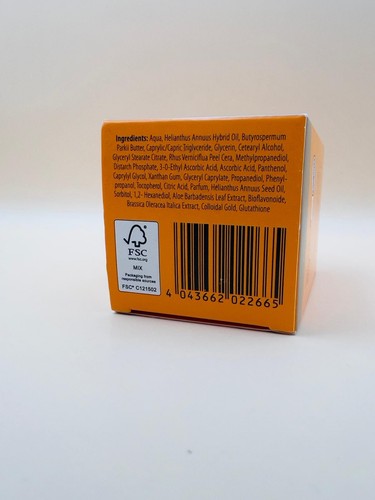 Ingredients: Aqua, Helianthus Annuus Hybrid Oil, Butyrospermum
Parkii Butter, Caprylic/Capric Triglyceride, Glycerin, Cetearyl Alcohol,
Glyceryl Stearate Citrate, Rhus Verniciflua Peel Cera, Methylpropanediol,
Distarch Phosphate, 3-O-Ethyl Ascorbic Acid, Ascorbic Acid, Panthenol,
Caprylyl Glycol, Xanthan Gum, Glyceryl Caprylate, Propanediol, Phenyl-
propanol, Tocopherol, Citric Acid, Parfum, Helianthus Annuus Seed Oil,
Sorbitol, 1,2- Hexanediol, Aloe Barbadensis Leaf Extract, Bioflavonoide,
Brassica Oleracea Italica Extract, Colloidal Gold, Glutathione
FSC
www.fsc.org
MIX
Packaging from
responsible sources
FSC® C121502
4 043662 022665